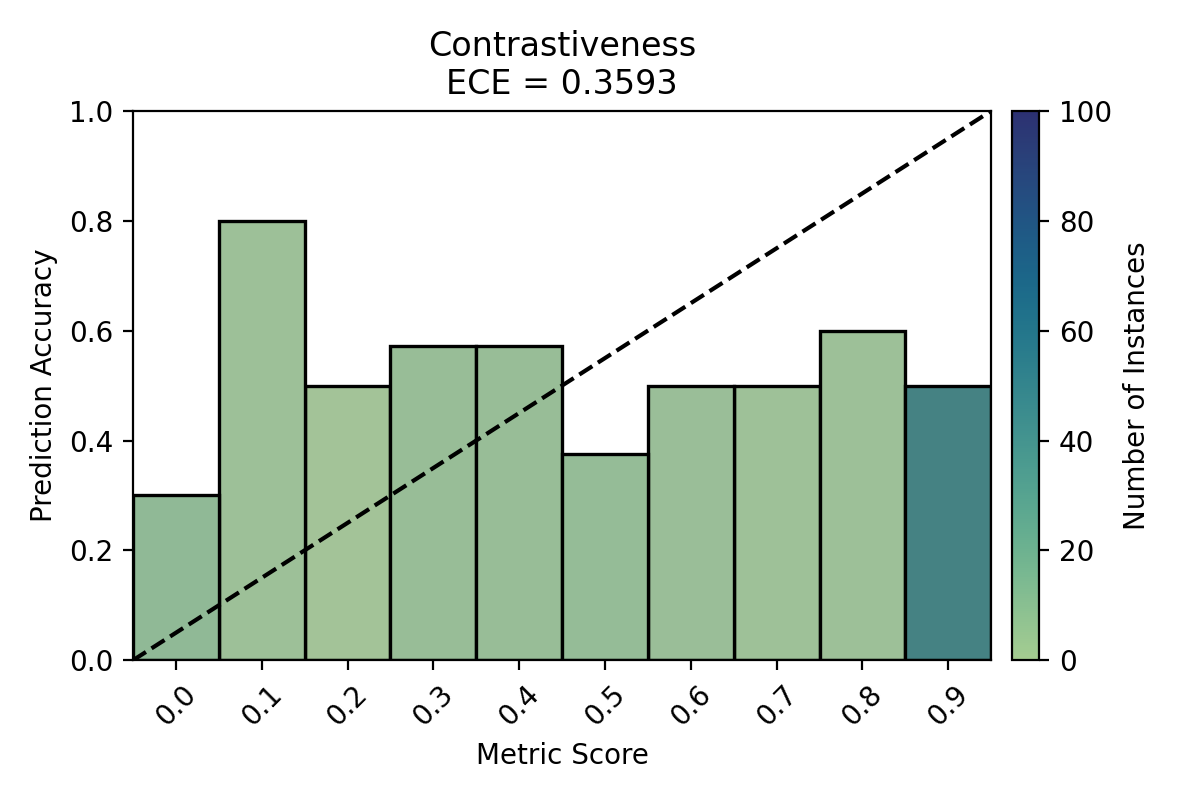 Contrastiveness
ECE = 0.3593
Prediction Accuracy
1.0
0.8
0.6
0.4
0.2
0.0
0.0 0.1 0.2 0.3 0.4 0.5 0.6 0.7 0.8 0.9
Metric Score
100
80
60
40
20
0
Number of Instances